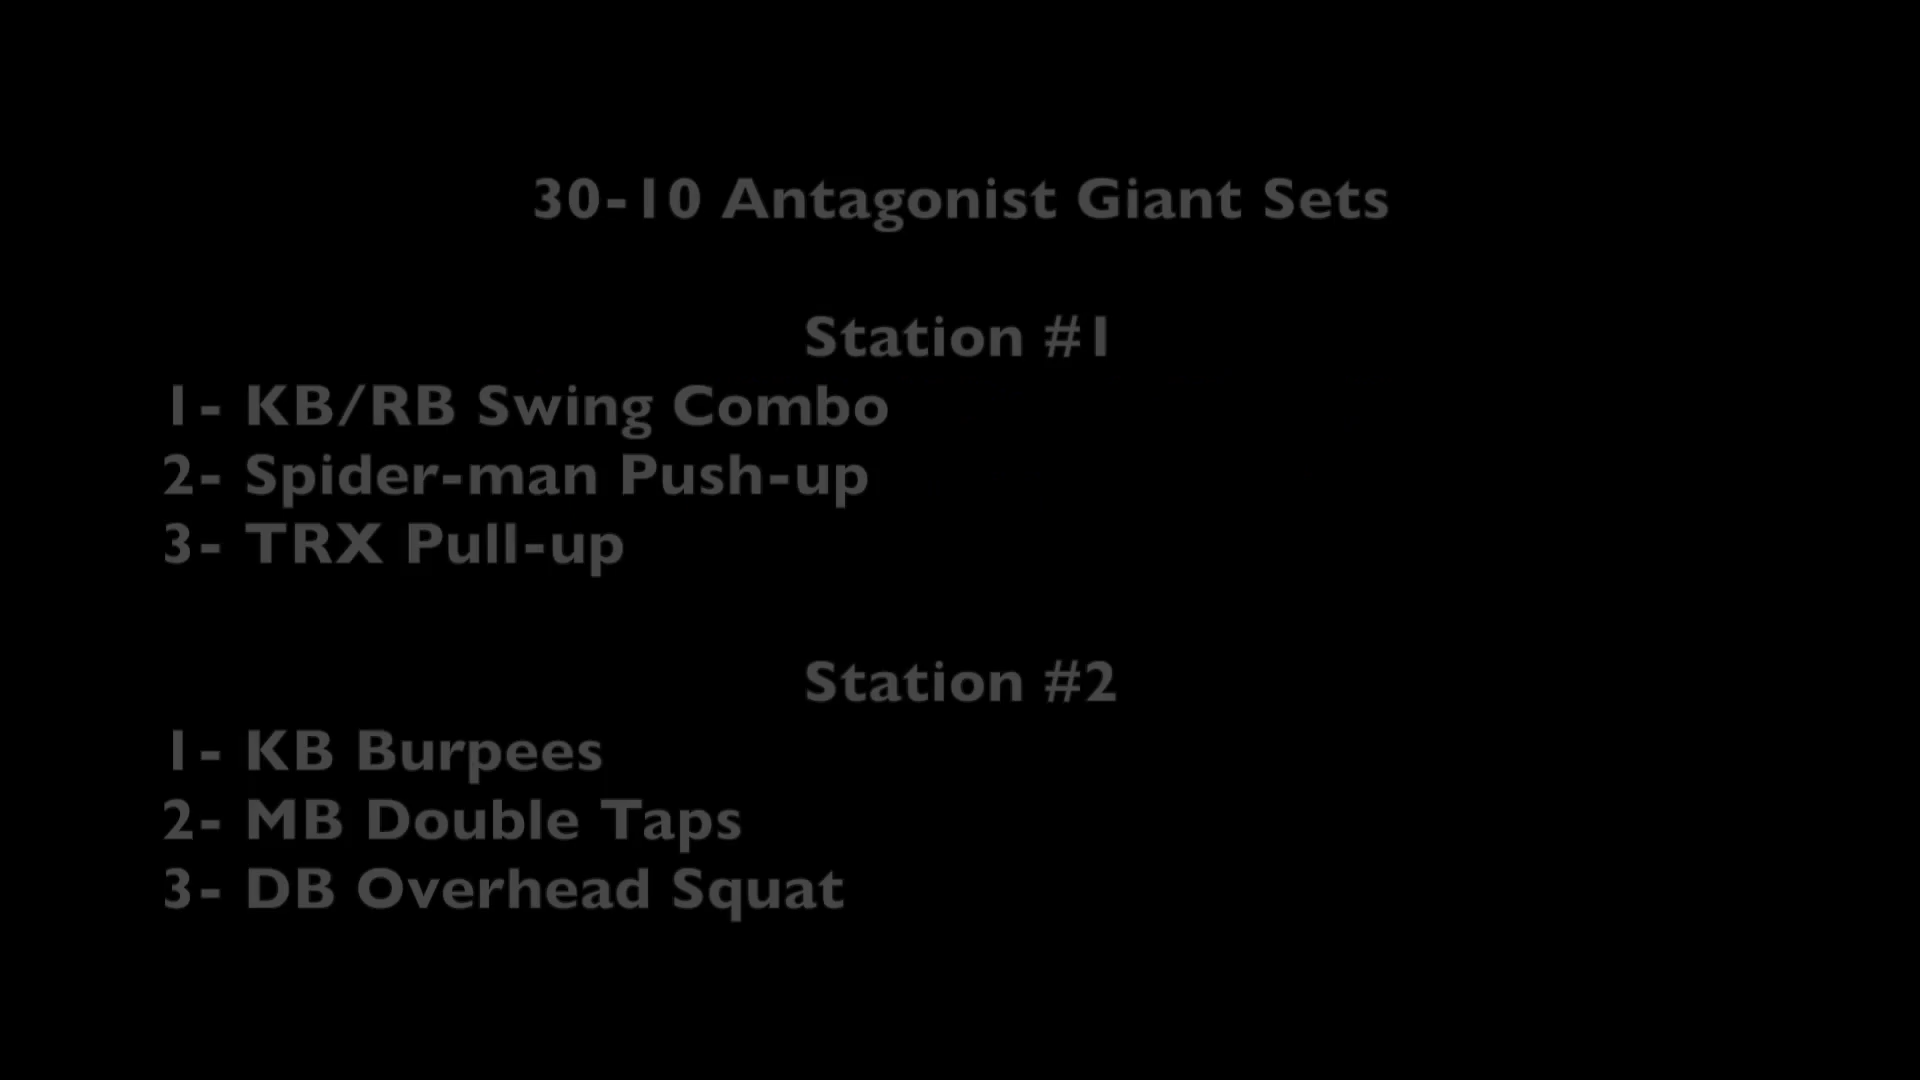 30-10 Antagonist Giant Sets
Station #1
1- KB/RB Swing Combo
2- Spider-man Push-up
3- TRX Pull-up
Station #2
1- KB Burpees
2- MB Double Taps
3- DB Overhead Squat